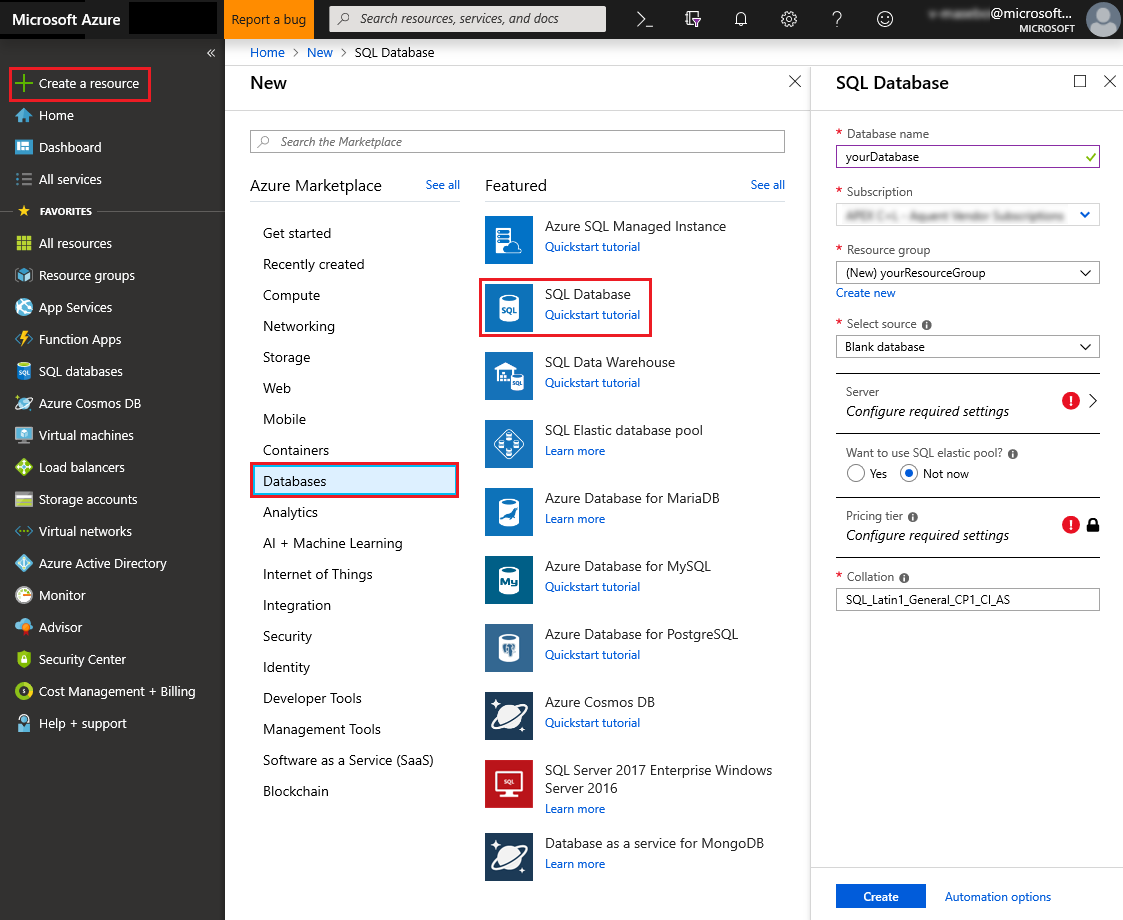 Microsoft Azure
Report a bug
Search resources, services, and docs
@microsoft...
MICROSOFT
Create a resource
Home
Dashboard
All services
FAVORITES
All resources
Resource groups
App Services
Function Apps
SQL databases
Azure Cosmos DB
Virtual machines
Load balancers
Storage accounts
Virtual networks
Azure Active Directory
Monitor
Advisor
Security Center
Cost Management + Billing
Help + support
Home > New > SQL Database
New
Search the Marketplace
Azure Marketplace
See all
Get started
Recently created
Compute
Networking
Storage
Web
Mobile
Containers
Databases
Analytics
AI + Machine Learning
Internet of Things
Integration
Security
Identity
Developer Tools
Management Tools
Software as a Service (SaaS)
Blockchain
Featured
See all
Azure SQL Managed Instance
Quickstart tutorial
SQL
SQL Database
Quickstart tutorial
SQL
SQL Data Warehouse
Quickstart tutorial
SQL Elastic database pool
Learn more
Azure Database for MariaDB
Learn more
My
Azure Database for MySQL
Quickstart tutorial
Azure Database for PostgreSQL
Quickstart tutorial
Azure Cosmos DB
Quickstart tutorial
SQL
SQL Server 2017 Enterprise Windows
Server 2016
Learn more
Database as a service for MongoDB
Learn more
SQL Database
* Database name
yourDatabase
* Subscription
* Resource group
(New) yourResourceGroup
Create new
* Select source
Blank database
Server
Configure required settings
Want to use SQL elastic pool?
Yes Not now
Pricing tier
Configure required settings
* Collation
SQL_Latin1_General_CP1_CI_AS
Create
Automation options